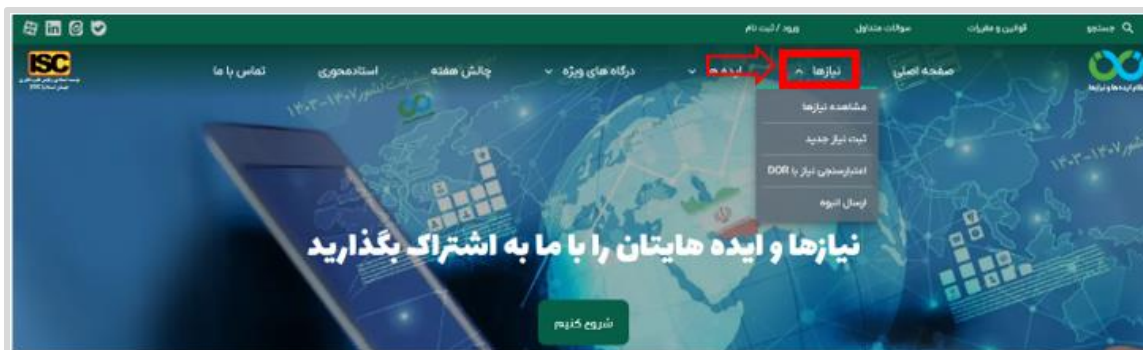 جستجو
قوانین و مقررات
سوالات متداول
ورود / ثبت نام
صفحه اصلی
نیازها
ایده ها
درگاه های ویژه
چالش هفته
استادمحوری
تماس با ما
ISC
مشاهده نیازها
ثبت نیاز جدید
اعتبارسنجی نیاز با DOR
ارسال انبوه
نیازها و ایده هایتان را با ما به اشتراک بگذارید
شروع کنیم